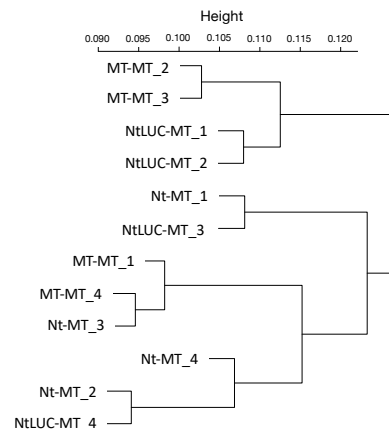 Height
0.090 0.095 0.100 0.105 0.110 0.115 0.120
MT-MT_2
MT-MT_3
NtLUC-MT_1
NtLUC-MT_2
Nt-MT_1
NtLUC-MT_3
MT-MT_1
MT-MT_4
Nt-MT_3
Nt-MT_4
Nt-MT_2
NtLUC-MT_4